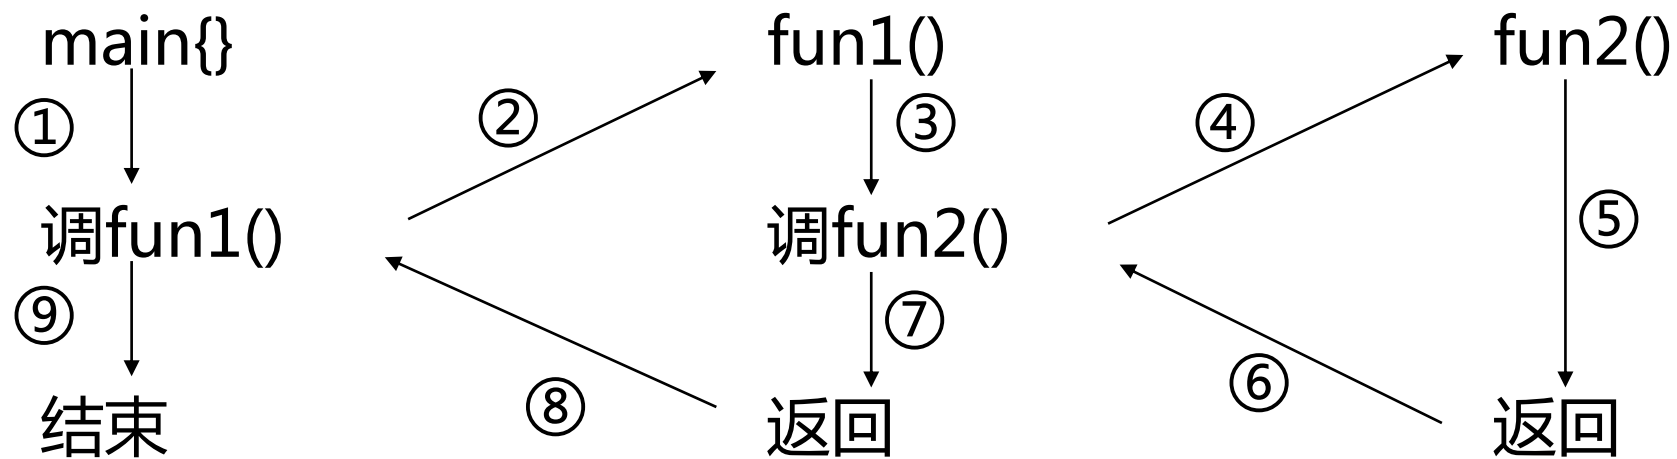 main{}
fun1()
fun2()
①
②
③
④
调fun1()
调fun2()
⑤
⑨
⑦
⑥
⑧
结束
返回
返回